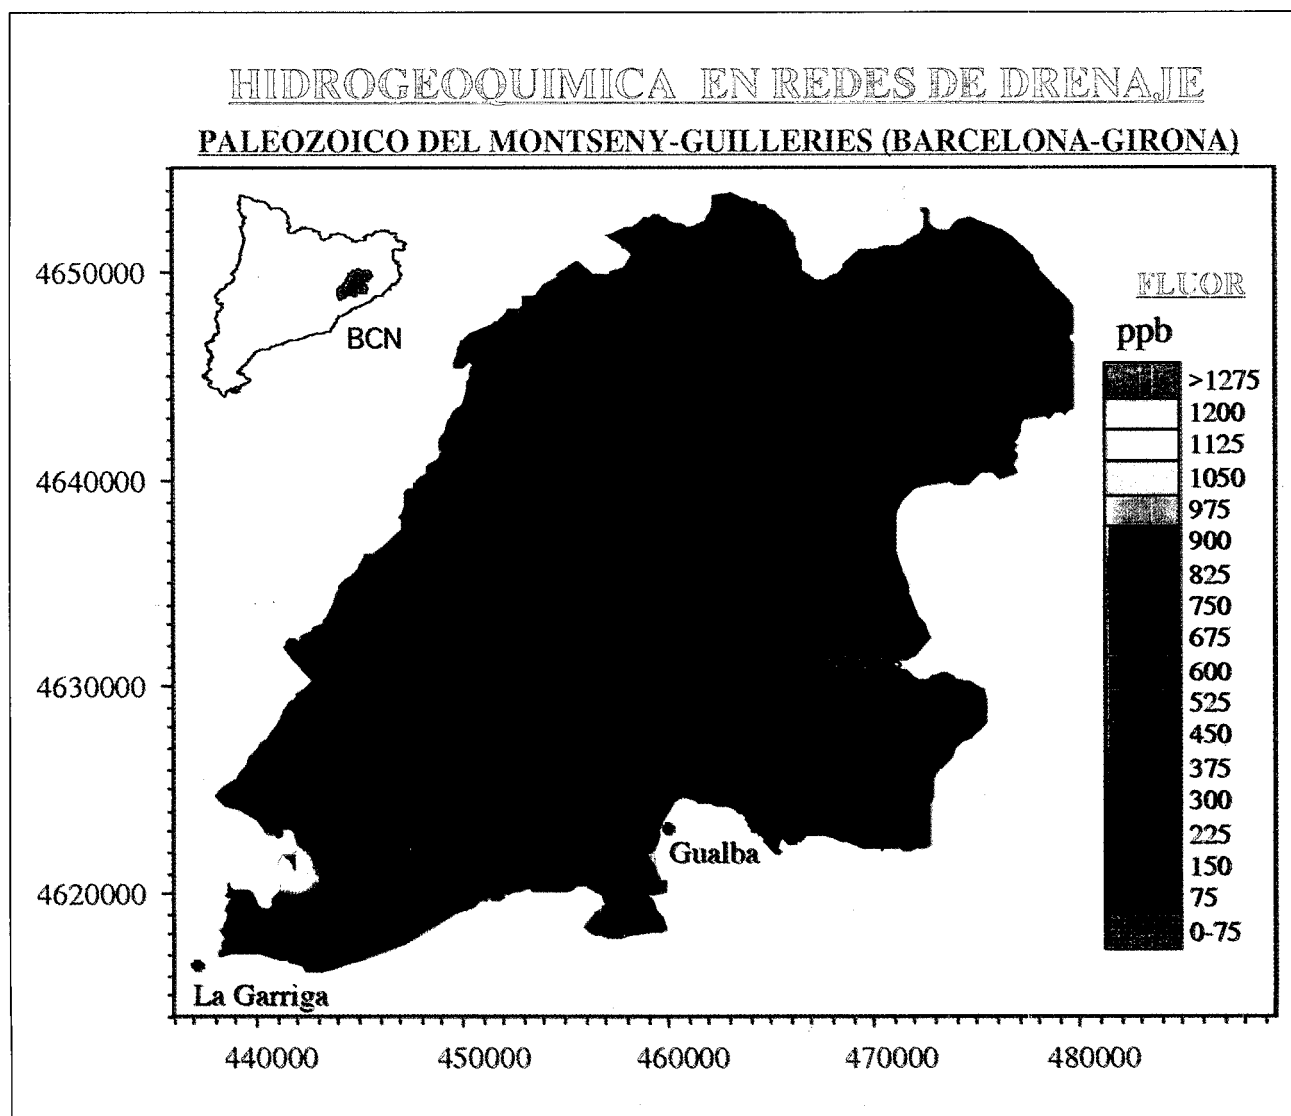 HIDROGEOQUIMICA EN REDES DE DRENAJE
PALEOZOICO DEL MONTSENY-GUILLERIES (BARCELONA-GIRONA)
BCN
4650000
4640000
4630000
4620000
FLUOR
ppb
>1275
1200
1125
1050
975
900
825
750
675
600
525
450
375
300
225
150
75
0-75
Gualba
La Garriga
440000 450000 460000 470000 480000